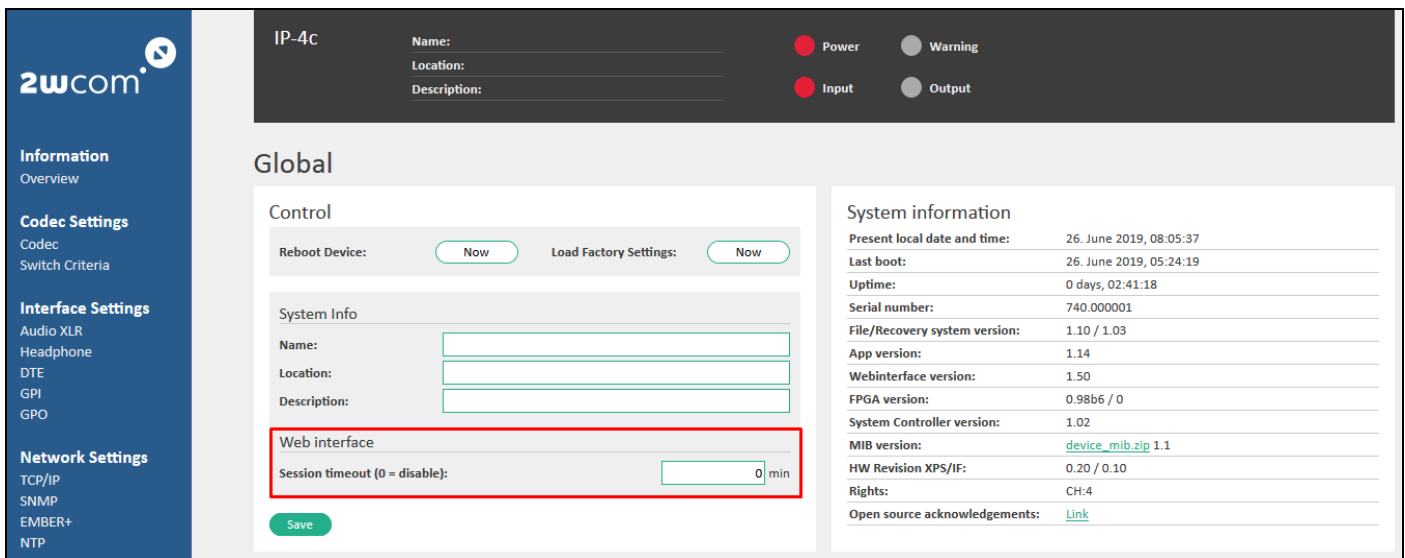 2wcom
Information
Overview
Codec Settings
Codec
Switch Criteria
Interface Settings
Audio XLR
Headphone
DTE
GPI
GPO
Network Settings
TCP/IP
SNMP
EMBER+
NTP
IP-4c
Name:
Location:
Description:
Power
Warning
Input
Output
Global
Control
Reboot Device: Now Load Factory Settings: Now
System Info
Name:
Location:
Description:
Web interface
Session timeout (0 = disable): 0 min
Save
System information
Present local date and time: 26. June 2019, 08:05:37
Last boot: 26. June 2019, 05:24:19
Uptime: 0 days, 02:41:18
Serial number: 740.000001
File/Recovery system version: 1.10 / 1.03
App version: 1.14
Webinterface version: 1.50
FPGA version: 0.98b6 / 0
System Controller version: 1.02
MIB version: device_mib.zip 1.1
HW Revision XPS/IF: 0.20 / 0.10
Rights: CH:4
Open source acknowledgements: Link